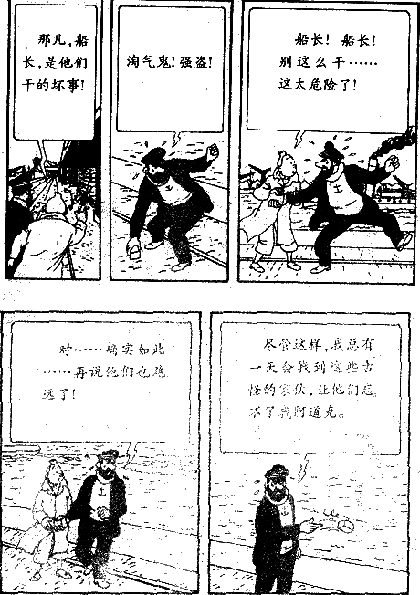 那儿,船
长,是他们
干的坏事!
淘气鬼!强盗!
船长!船长!
别这么干……
这太危险了!
对……确实如此
……再说他们也跑
远了!
尽管这样,我总有
一天会找到这些古
怪的家伙,让他们忘
不了我阿道克。